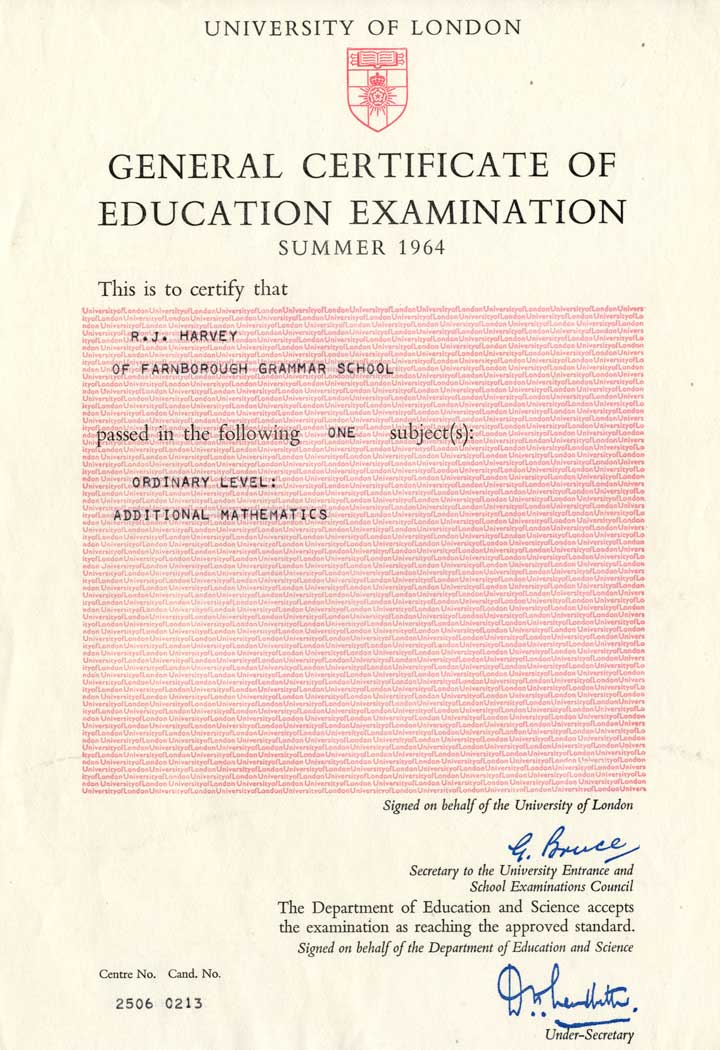 UNIVERSITY OF LONDON
GENERAL CERTIFICATE OF
EDUCATION EXAMINATION
SUMMER 1964
This is to certify that
R.J. HARVEY
OF FARNBOROUGH GRAMMAR SCHOOL
passed in the following ONE subject(s):
ORDINARY LEVEL:
ADDITIONAL MATHEMATICS
Signed on behalf of the University of London
G. Bruce
Secretary to the University Entrance and
School Examinations Council
The Department of Education and Science accepts
the examination as reaching the approved standard.
Signed on behalf of the Department of Education and Science
Centre No. Cand. No.
2506 0213
Under-Secretary